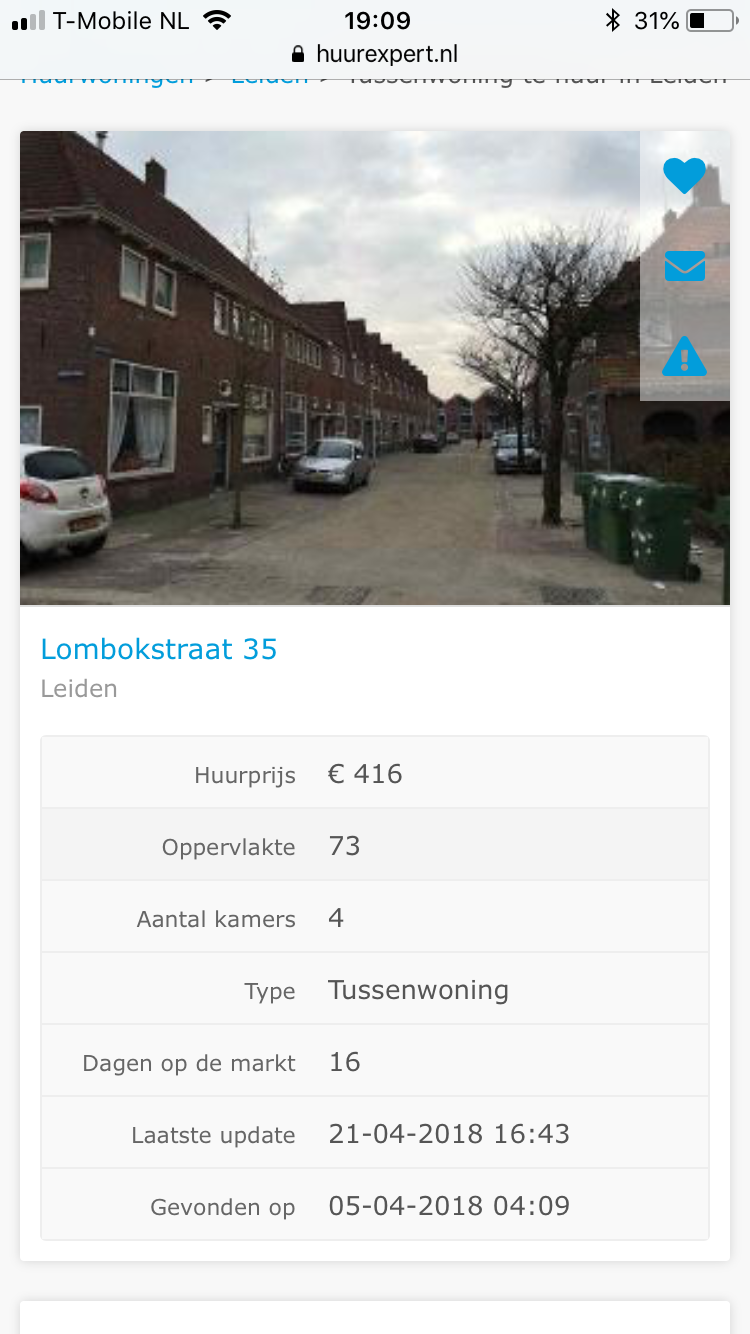 T-Mobile NL 19:09 31%
huurexpert.nl
Huurwoningen > Leiden > Tussenwoning te huur in Leiden
Lombokstraat 35
Leiden
Huurprijs € 416
Oppervlakte 73
Aantal kamers 4
Type Tussenwoning
Dagen op de markt 16
Laatste update 21-04-2018 16:43
Gevonden op 05-04-2018 04:09